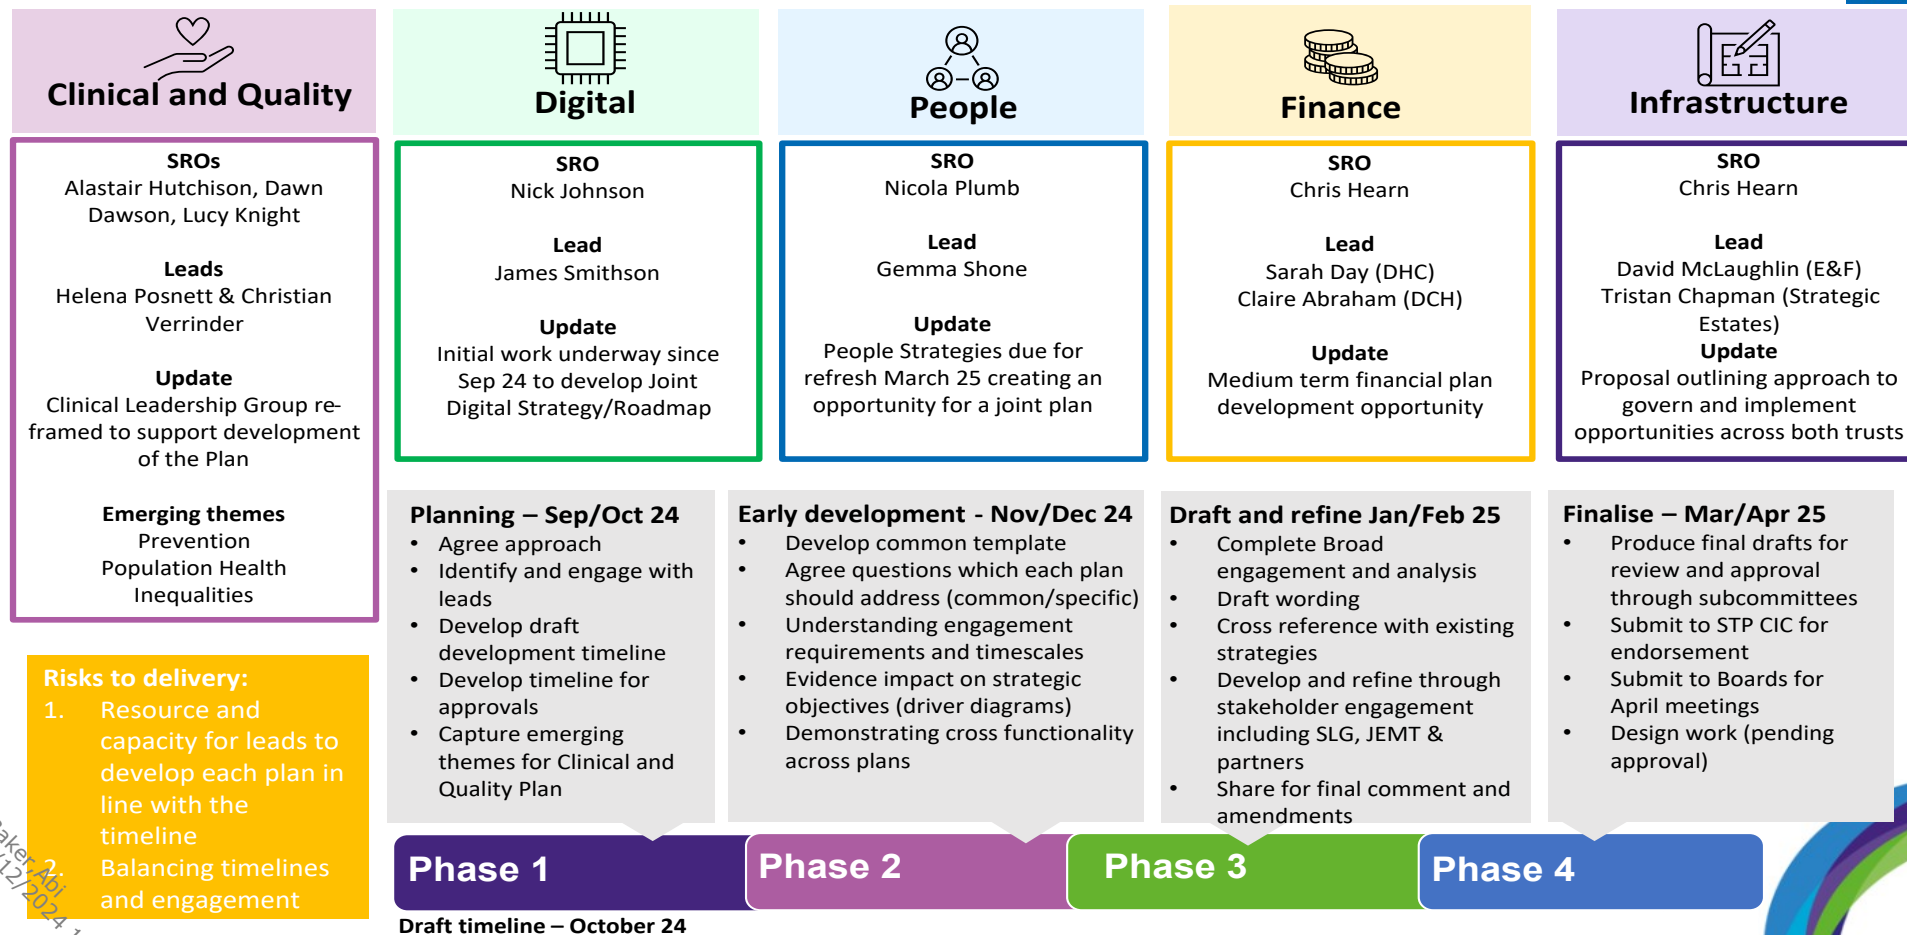 Clinical and Quality
SROs
Alastair Hutchison, Dawn
Dawson, Lucy Knight
Leads
Helena Posnett & Christian
Verrinder
Update
Clinical Leadership Group re-
framed to support development
of the Plan
Emerging themes
Prevention
Population Health
Inequalities
Digital
SRO
Nick Johnson
Lead
James Smithson
Update
Initial work underway since
Sep 24 to develop Joint
Digital Strategy/Roadmap
People
SRO
Nicola Plumb
Lead
Gemma Shone
Update
People Strategies due for
refresh March 25 creating an
opportunity for a joint plan
Finance
SRO
Chris Hearn
Lead
Sarah Day (DHC)
Claire Abraham (DCH)
Update
Medium term financial plan
development opportunity
Infrastructure
SRO
Chris Hearn
Lead
David McLaughlin (E&F)
Tristan Chapman (Strategic
Estates)
Update
Proposal outlining approach to
govern and implement
opportunities across both trusts
Risks to delivery:
1. Resource and
capacity for leads to
develop each plan in
line with the
timeline
2. Balancing timelines
and engagement
Planning – Sep/Oct 24
• Agree approach
• Identify and engage with
leads
• Develop draft
development timeline
• Develop timeline for
approvals
• Capture emerging
themes for Clinical and
Quality Plan
Early development - Nov/Dec 24
• Develop common template
• Agree questions which each plan
should address (common/specific)
• Understanding engagement
requirements and timescales
• Evidence impact on strategic
objectives (driver diagrams)
• Demonstrating cross functionality
across plans
Draft and refine Jan/Feb 25
• Complete Broad
engagement and analysis
• Draft wording
• Cross reference with existing
strategies
• Develop and refine through
stakeholder engagement
including SLG, JEMT &
partners
• Share for final comment and
amendments
Finalise – Mar/Apr 25
• Produce final drafts for
review and approval
through subcommittees
• Submit to STP CIC for
endorsement
• Submit to Boards for
April meetings
• Design work (pending
approval)
Phase 1
Phase 2
Phase 3
Phase 4
Draft timeline – October 24
Abi
/12/2024